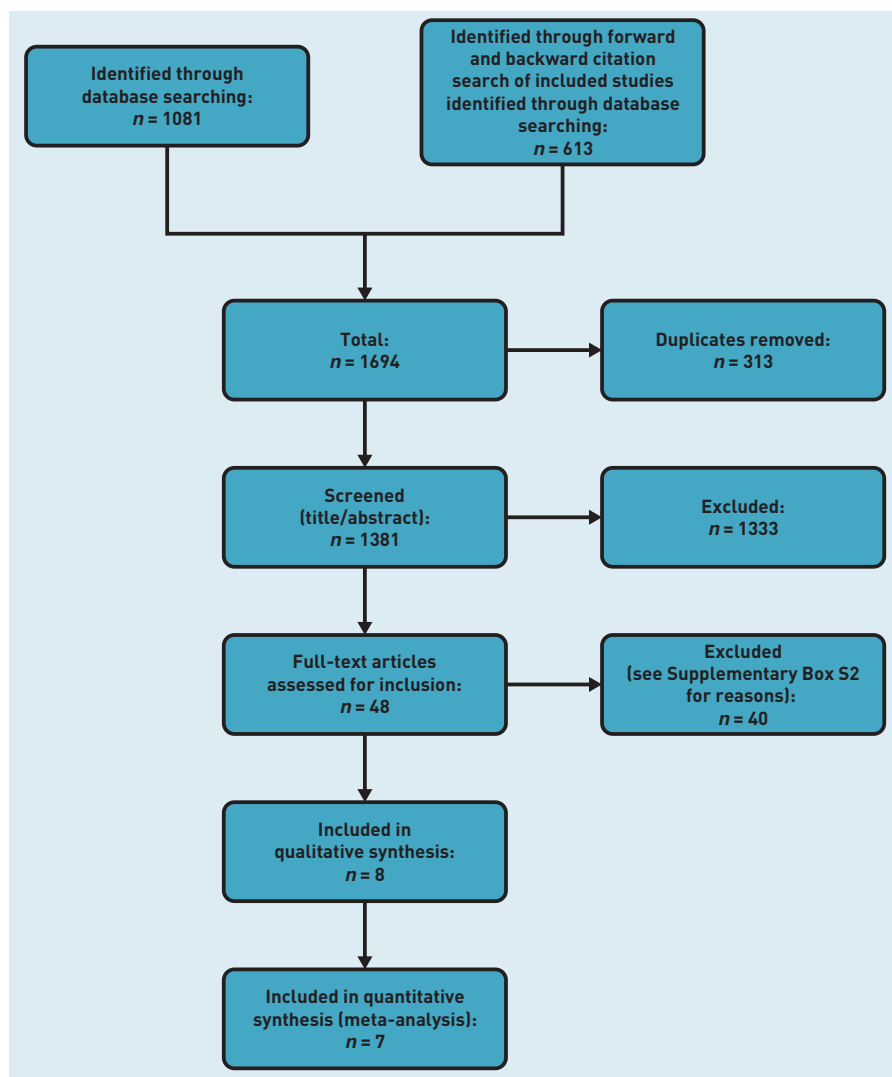 Identified through
database searching:
n = 1081
Identified through forward
and backward citation
search of included studies
identified through database
searching:
n = 613
Total:
n = 1694
Duplicates removed:
n = 313
Screened
(title/abstract):
n = 1381
Excluded:
n = 1333
Full-text articles
assessed for inclusion:
n = 48
Excluded
(see Supplementary Box S2
for reasons):
n = 40
Included in
qualitative synthesis:
n = 8
Included in quantitative
synthesis (meta-analysis):
n = 7